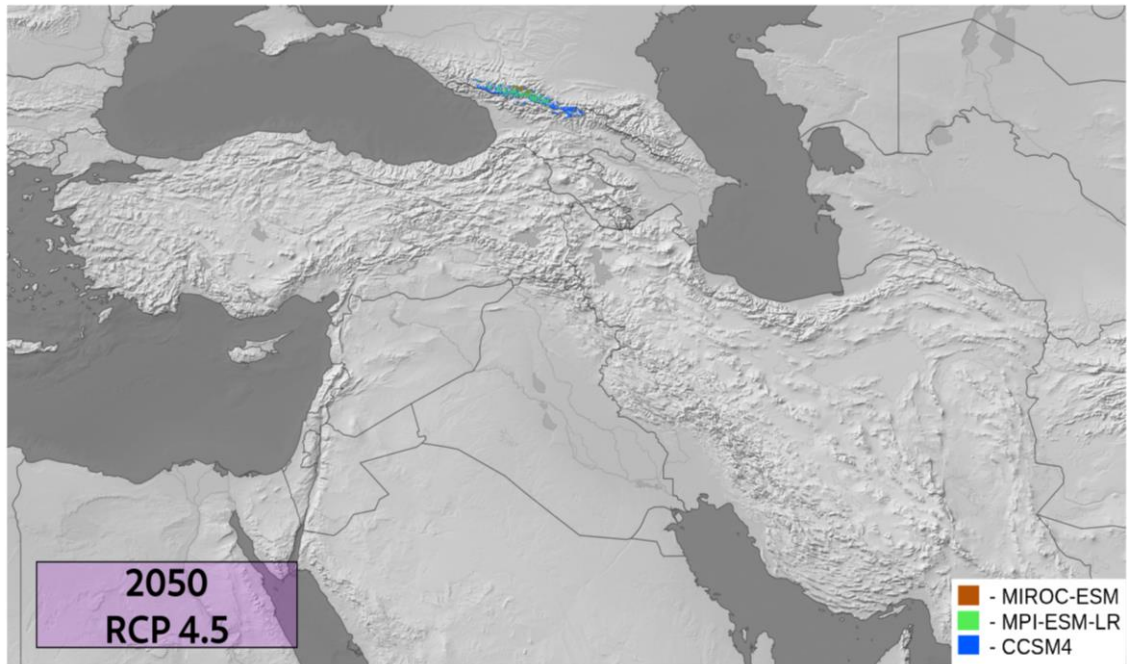 2050
RCP 4.5
- MIROC-ESM
- MPI-ESM-LR
- CCSM4